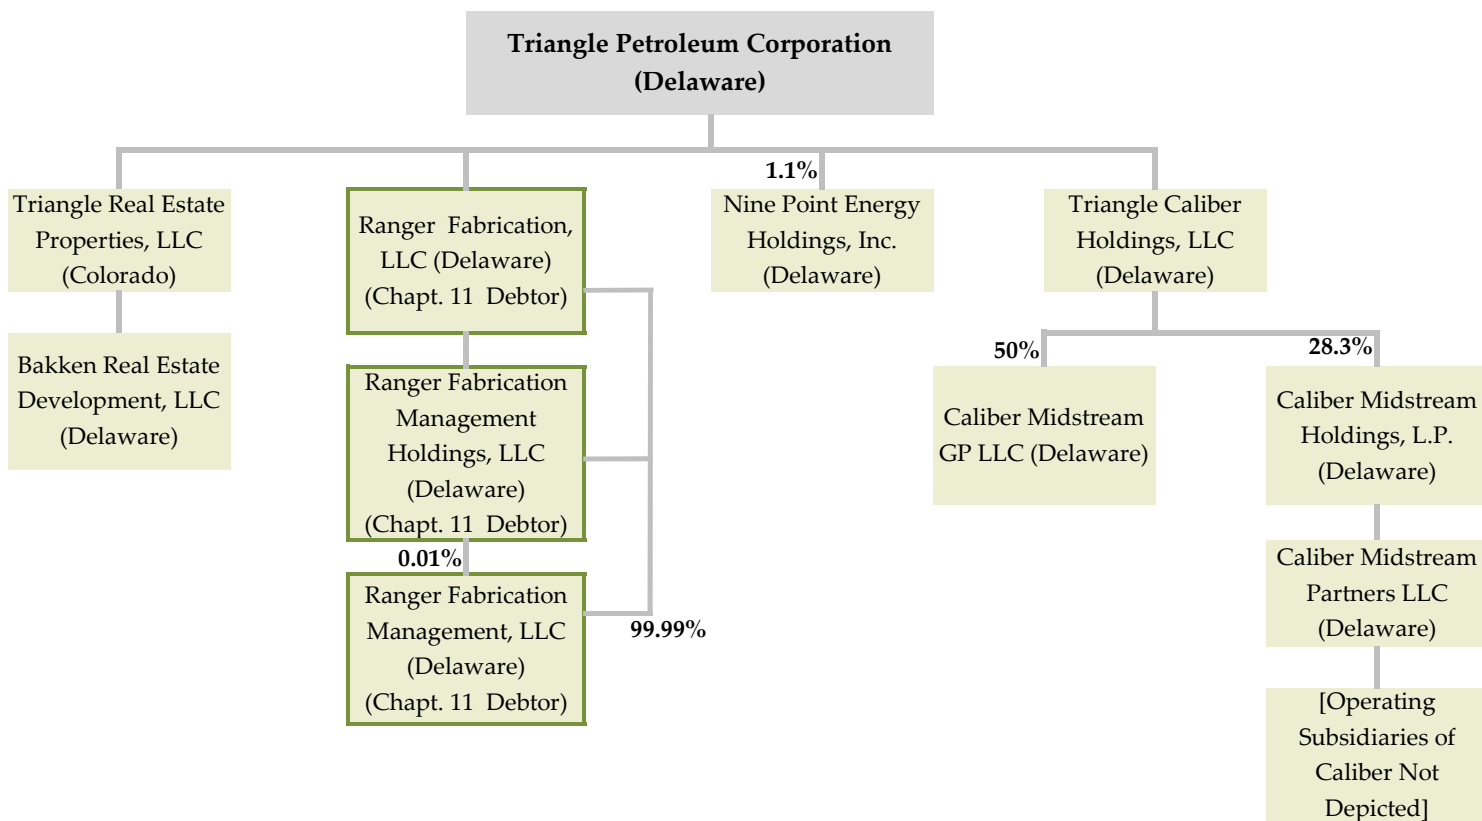 Triangle Petroleum Corporation
(Delaware)
1.1%
Triangle Real Estate
Properties, LLC
(Colorado)
Bakken Real Estate
Development, LLC
(Delaware)
Ranger Fabrication,
LLC (Delaware)
(Chapt. 11 Debtor)
Ranger Fabrication
Management
Holdings, LLC
(Delaware)
(Chapt. 11 Debtor)
0.01%
Ranger Fabrication
Management, LLC
(Delaware)
(Chapt. 11 Debtor)
99.99%
Nine Point Energy
Holdings, Inc.
(Delaware)
Triangle Caliber
Holdings, LLC
(Delaware)
50%
Caliber Midstream
GP LLC (Delaware)
28.3%
Caliber Midstream
Holdings, L.P.
(Delaware)
Caliber Midstream
Partners LLC
(Delaware)
[Operating
Subsidiaries of
Caliber Not
Depicted]